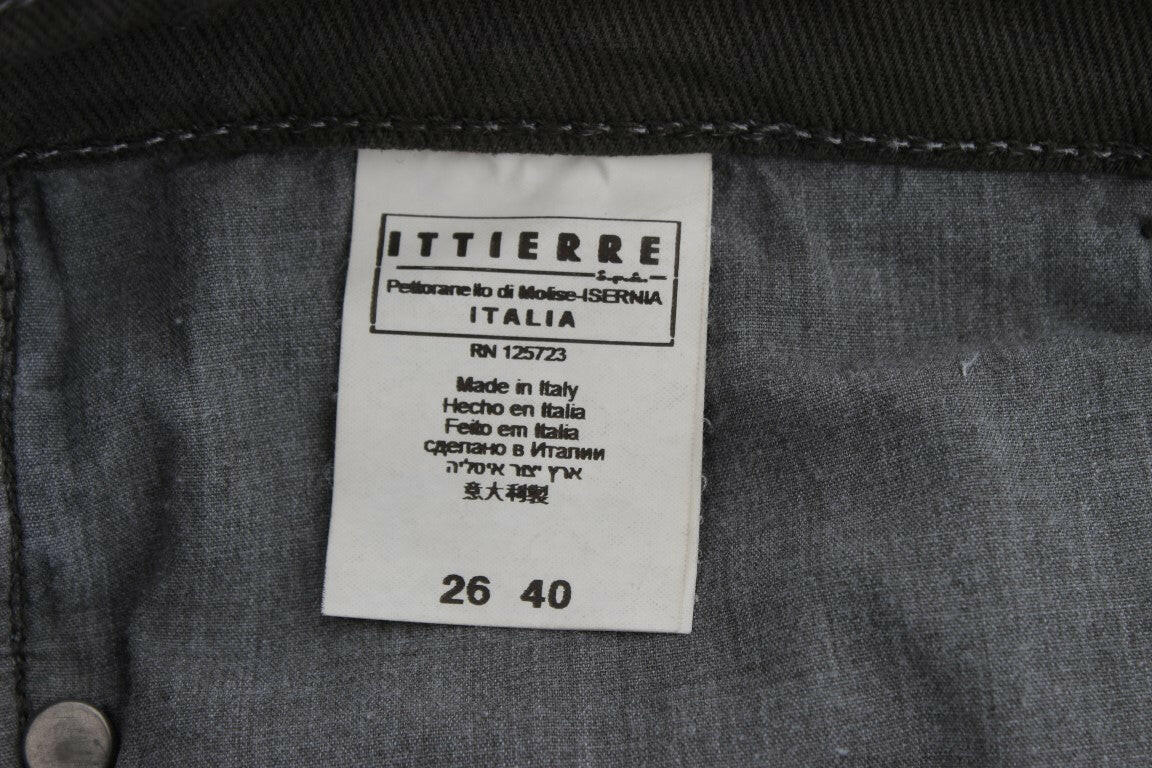 ITTIERRE
S.p.A.
Pettoranello di Molise-ISERNIA
ITALIA
RN 125723
Made in Italy
Hecho en Italia
Feito em Italia
сделано в Италии
ארץ יצור איטליה
意大利製
26 40